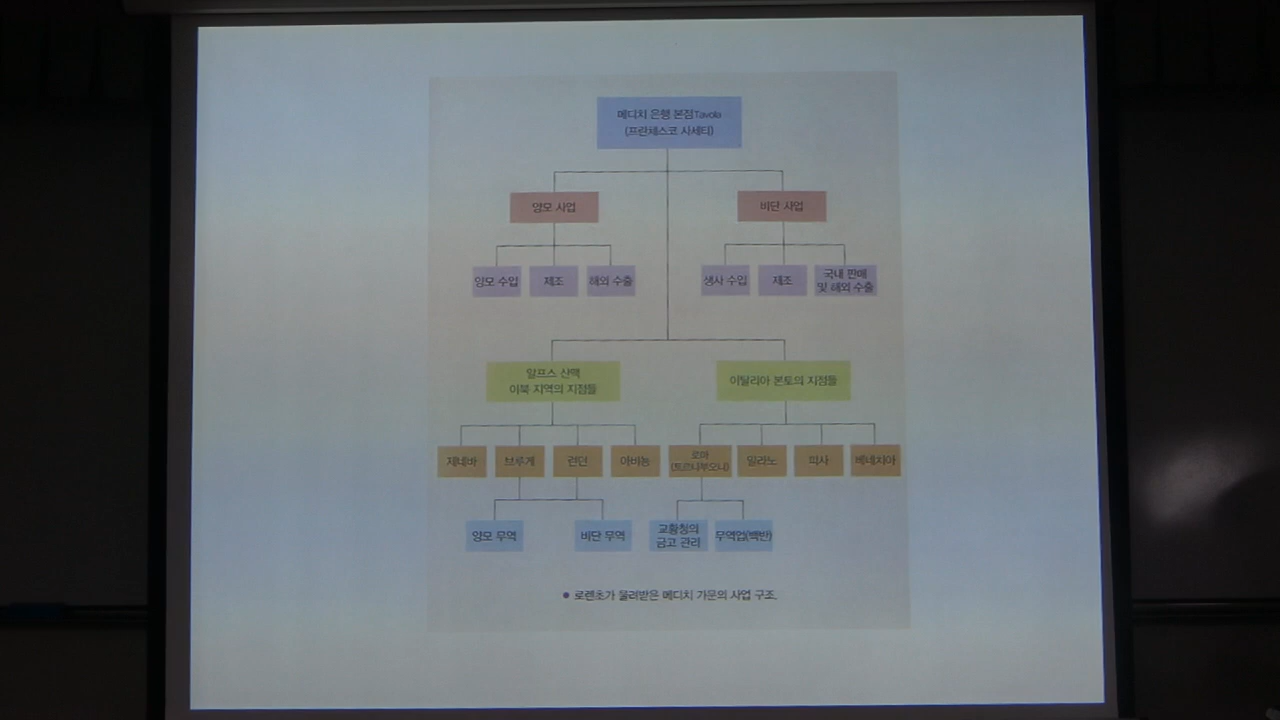 메디치 은행 본점Tavola
(프란체스코 사세티)
양모 사업
비단 사업
양모 수입
제조
해외 수출
생사 수입
제조
국내 판매
및 해외 수출
알프스 산맥
이북 지역의 지점들
이탈리아 본토의 지점들
제네바
브루게
런던
아비뇽
로마
(토르나부오니)
밀라노
피사
베네치아
양모 무역
비단 무역
교황청의
금고 관리
무역업(백반)
● 로렌초가 물려받은 메디치 가문의 사업 구조.